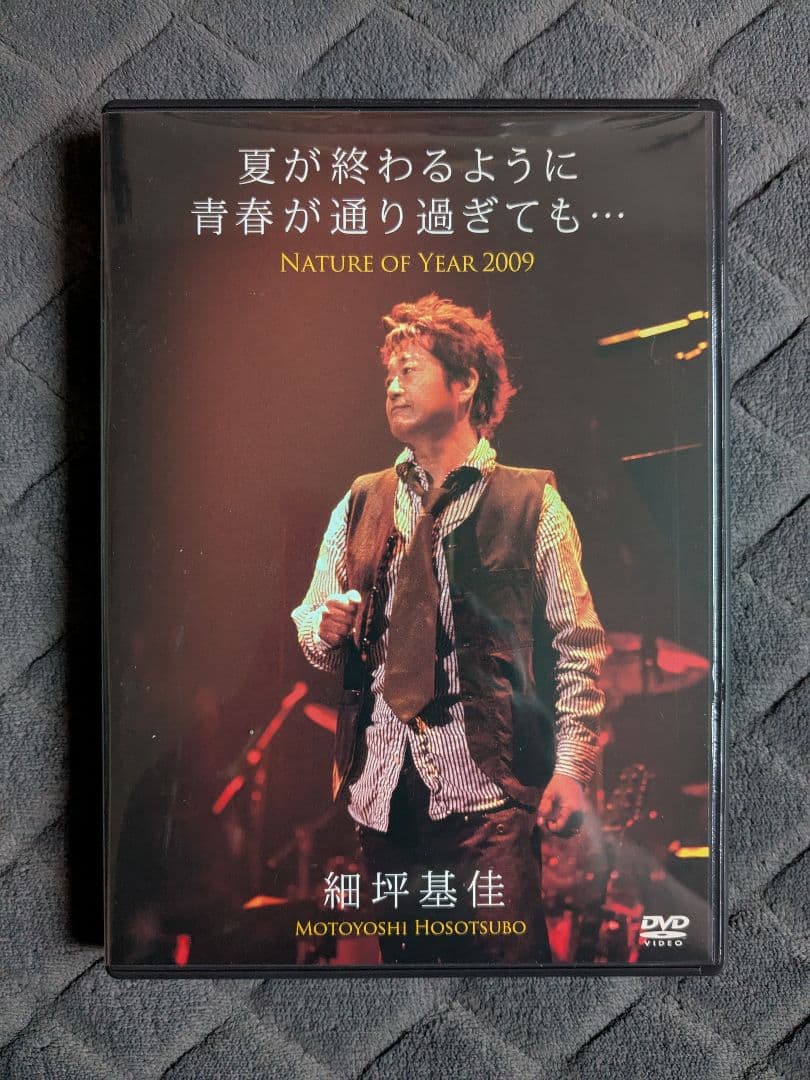 夏が終わるように
青春が通り過ぎても…
NATURE OF YEAR 2009
細坪基佳
MOTOYOSHI HOSOTSUBO
DVD
VIDEO